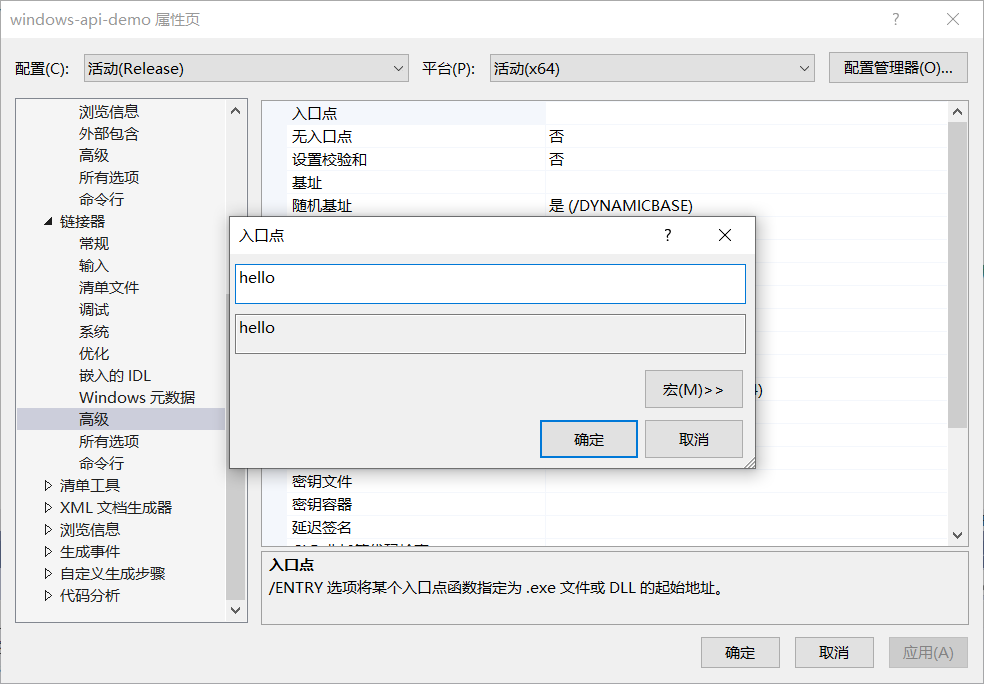 windows-api-demo 属性页
配置(C): 活动(Release) 平台(P): 活动(x64) 配置管理器(O)...
浏览信息
外部包含
高级
所有选项
命令行
链接器
常规
输入
清单文件
调试
系统
优化
嵌入的 IDL
Windows 元数据
高级
所有选项
命令行
清单工具
XML 文档生成器
浏览信息
生成事件
自定义生成步骤
代码分析
入口点
无入口点 否
设置校验和 否
基址
随机基址 是 (/DYNAMICBASE)
入口点
hello
hello
宏(M)>>
确定 取消
密钥文件
密钥容器
延迟签名
入口点
/ENTRY 选项将某个入口点函数指定为 .exe 文件或 DLL 的起始地址。
确定 取消 应用(A)